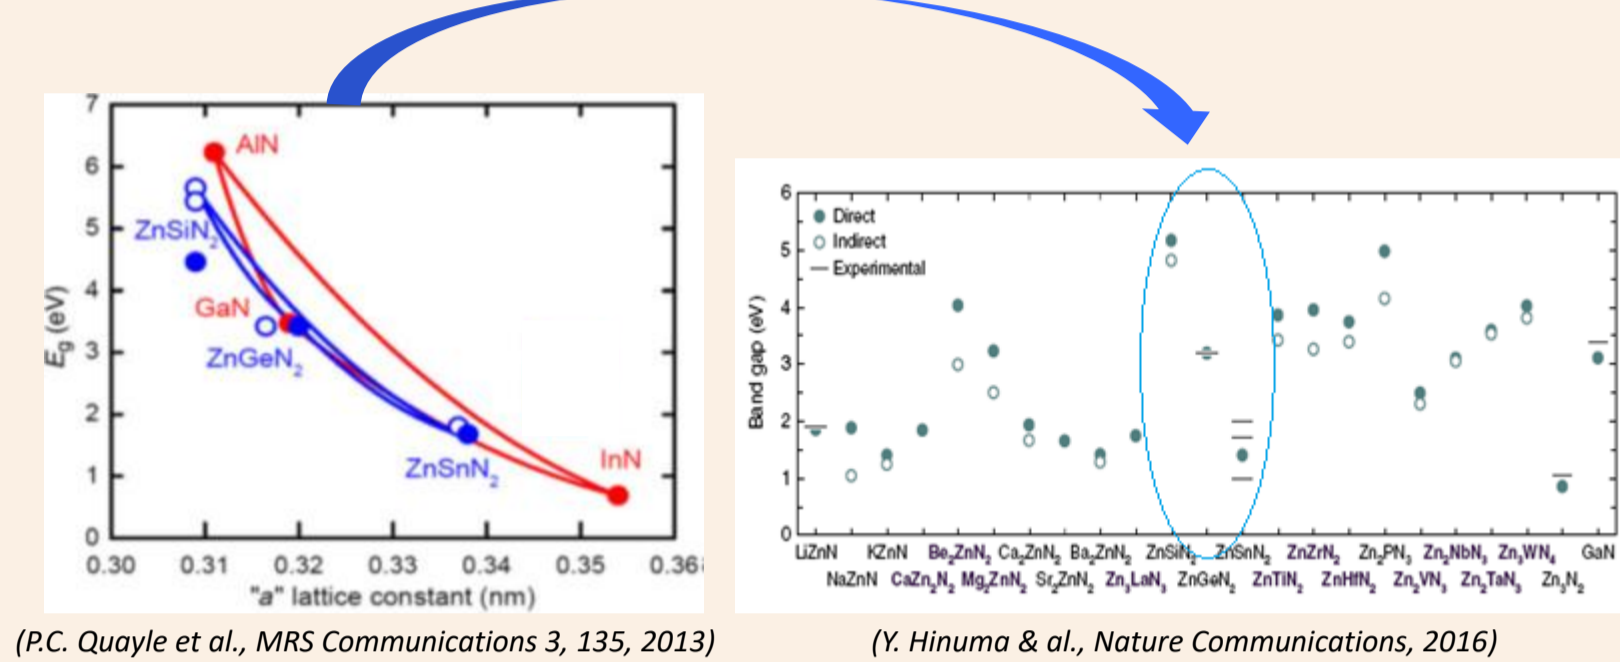 7
6
5
4
3
2
1
0
E_g (eV)
AlN
ZnSiN₂
GaN
ZnGeN₂
ZnSnN₂
InN
0.30 0.31 0.32 0.33 0.34 0.35 0.36
"a" lattice constant (nm)
(P.C. Quayle et al., MRS Communications 3, 135, 2013)
6
5
4
3
2
1
0
Band gap (eV)
Direct
Indirect
Experimental
LiZnN KZnN Be₂ZnN₂ Ca₂ZnN₂ Ba₂ZnN₂ ZnSiN₂ ZnSnN₂ ZnZrN₂ Zn₂PN₃ Zn₂NbN₃ Zn₃WN₄ GaN
NaZnN CaZn₂N₂ Mg₂ZnN₂ Sr₂ZnN₂ Zn₃LaN₃ ZnGeN₂ ZnTiN₂ ZnHfN₂ Zn₂VN₃ Zn₂TaN₃ Zn₃N₂
(Y. Hinuma & al., Nature Communications, 2016)